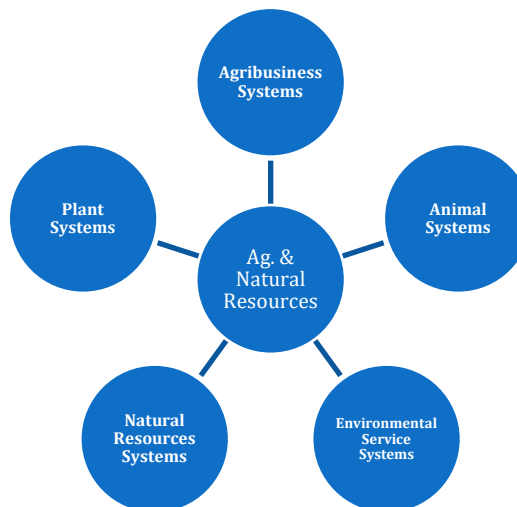 Agribusiness
Systems
Plant
Systems
Animal
Systems
Ag. &
Natural
Resources
Natural
Resources
Systems
Environmental
Service
Systems